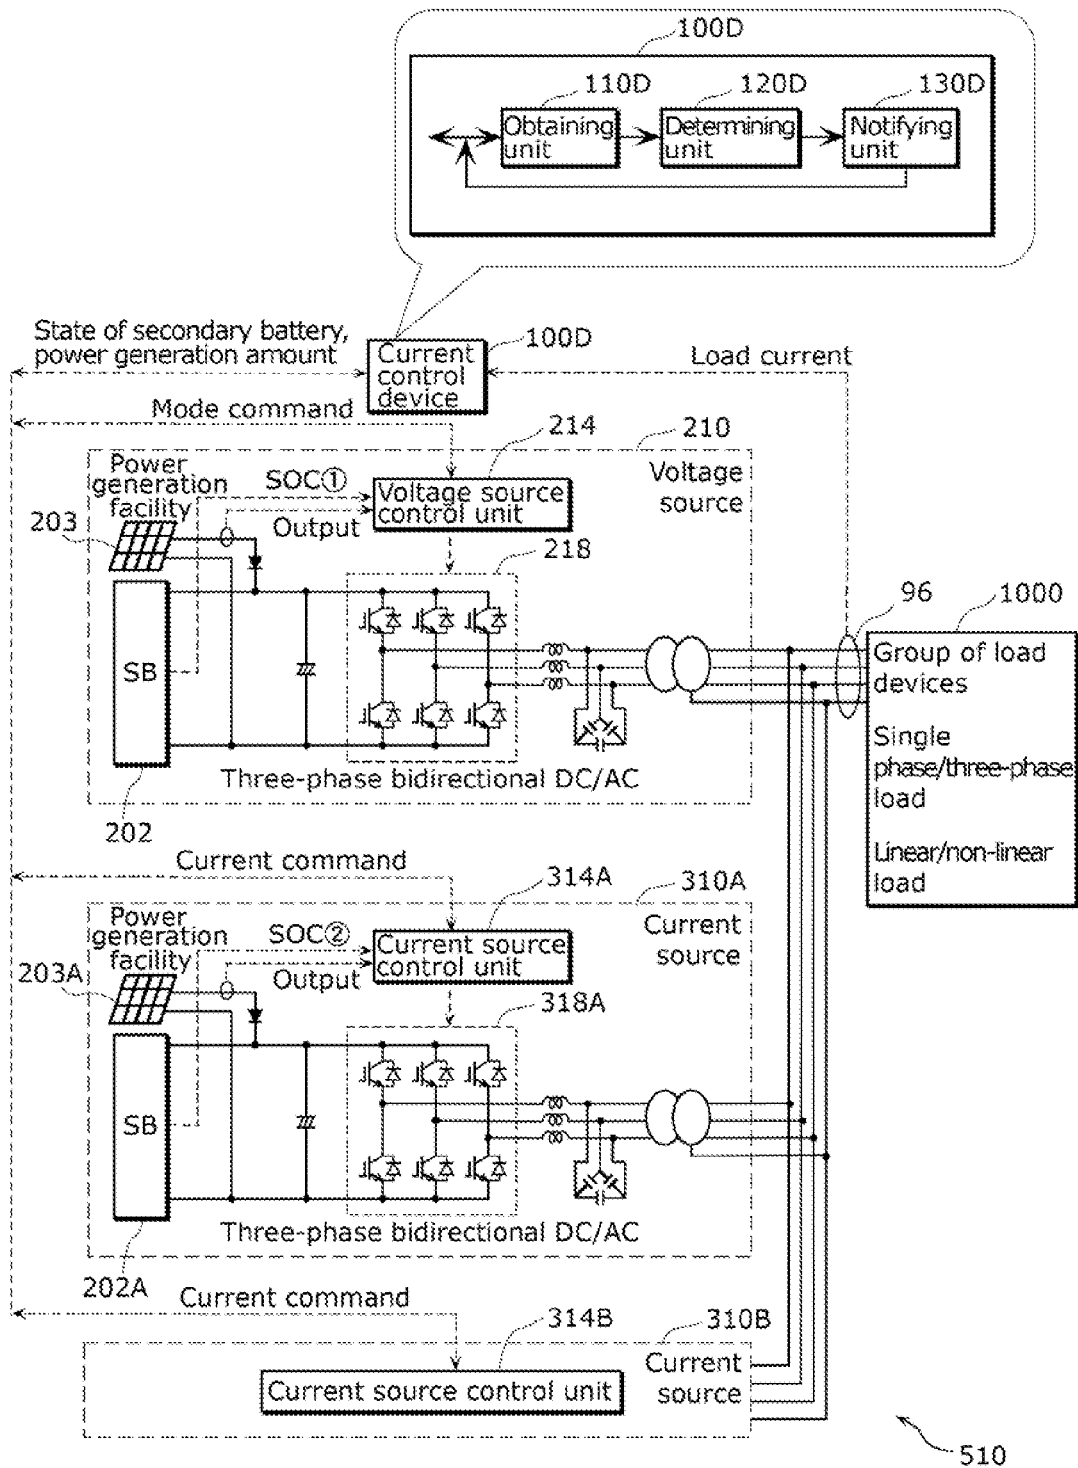 100D
110D
120D
130D
Obtaining
unit
Determining
unit
Notifying
unit
State of secondary battery,
power generation amount
Current
control
device
100D
Load current
Mode command
214
210
Power
generation
facility
SOC①
Output
Voltage source
control unit
Voltage
source
203
218
96
1000
SB
Group of load
devices
Single
phase/three-phase
load
Linear/non-linear
load
Three-phase bidirectional DC/AC
202
Current command
314A
310A
Power
generation
facility
SOC②
Output
Current source
control unit
Current
source
203A
318A
SB
Three-phase bidirectional DC/AC
202A
Current command
314B
310B
Current source control unit
Current
source
510